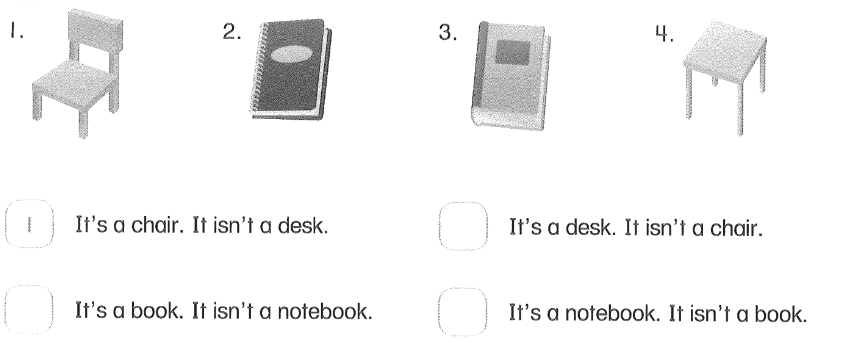 1. 2. 3. 4.
1 It's a chair. It isn't a desk. It's a desk. It isn't a chair.
It's a book. It isn't a notebook. It's a notebook. It isn't a book.